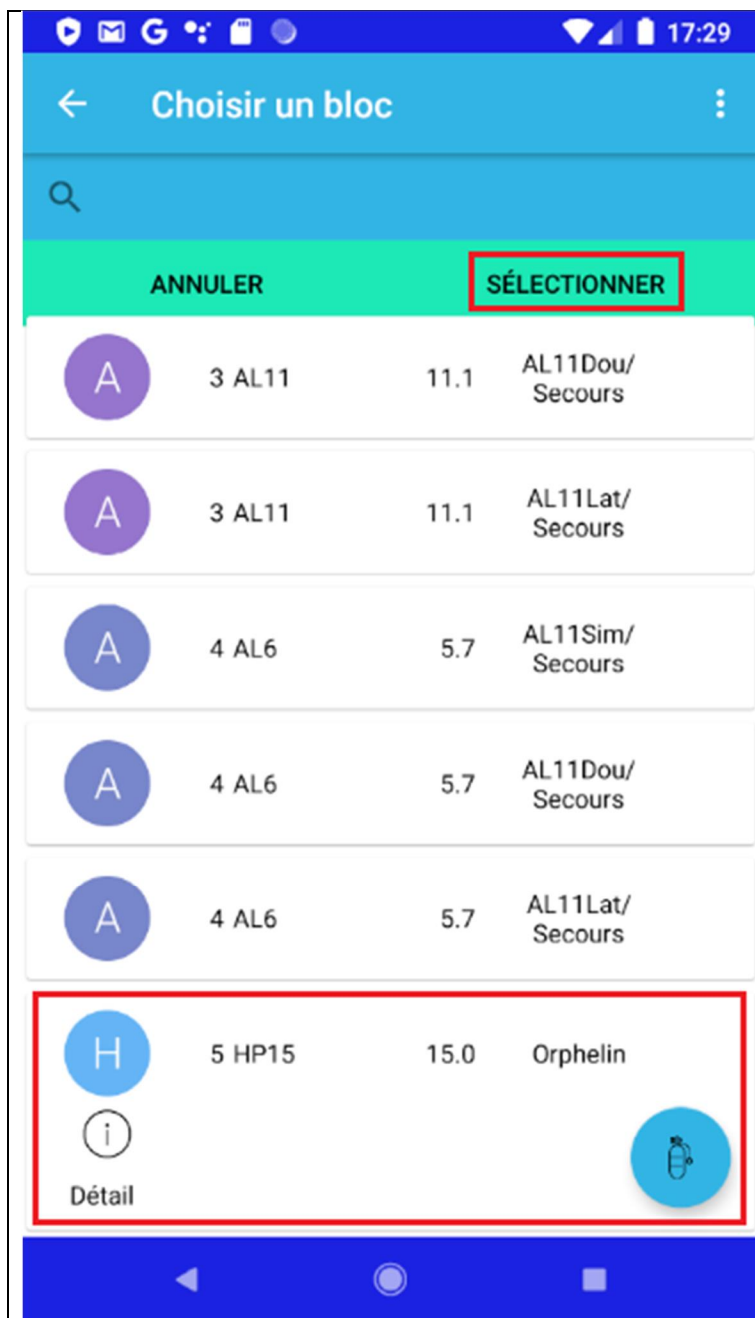 17:29
Choisir un bloc
ANNULER SÉLECTIONNER
A 3 AL11 11.1 AL11Dou/
Secours
A 3 AL11 11.1 AL11Lat/
Secours
A 4 AL6 5.7 AL11Sim/
Secours
A 4 AL6 5.7 AL11Dou/
Secours
A 4 AL6 5.7 AL11Lat/
Secours
H 5 HP15 15.0 Orphelin
i
Détail